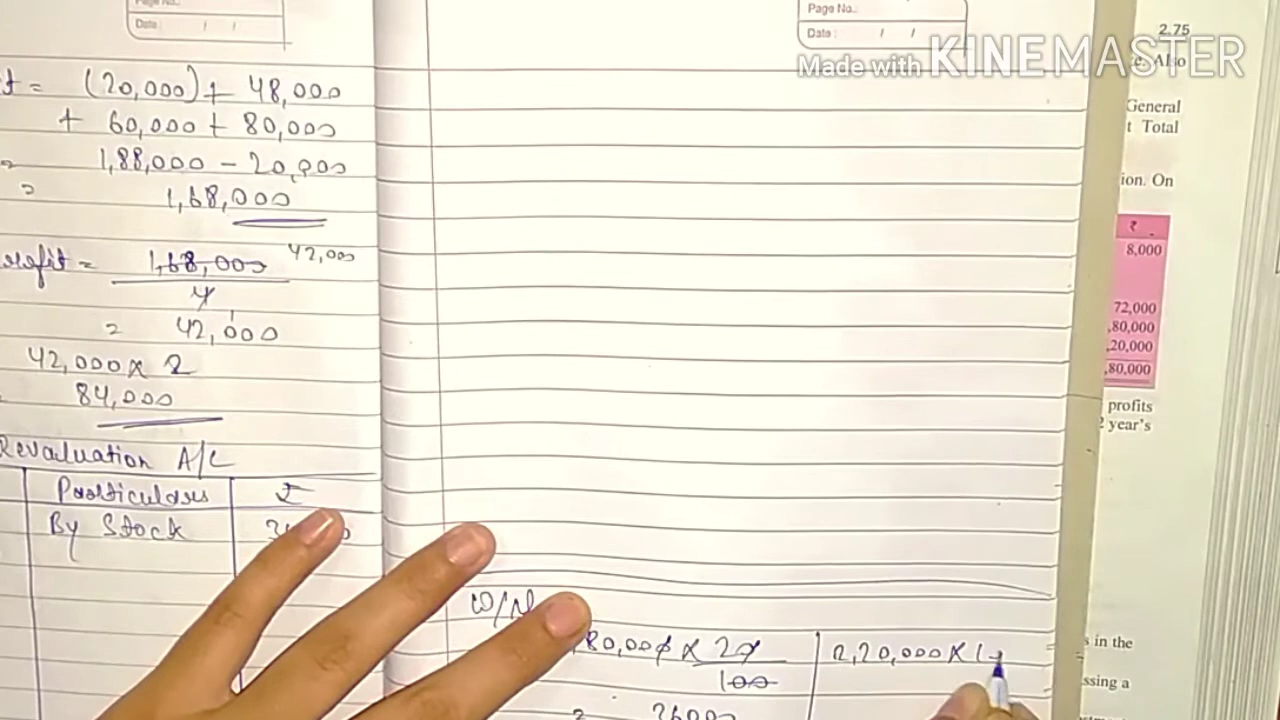 Page No.
Date: / /
Page No.:
Date: / /
Made with KINEMASTER
= (20,000) + 48,000
+ 60,000 + 80,000
= 1,88,000 - 20,000
= 1,68,000
= 1,68,000 42,000
4
= 42,000
42,000 x 2
84,000
Revaluation A/C
Particulars ₹
By Stock
W/N
80,000 x 20 2,20,000 x
100
= 36000
2.75
Also
General
t Total
ion. On
₹
8,000
72,000
,80,000
,20,000
,80,000
profits
year's
in the
ssing a